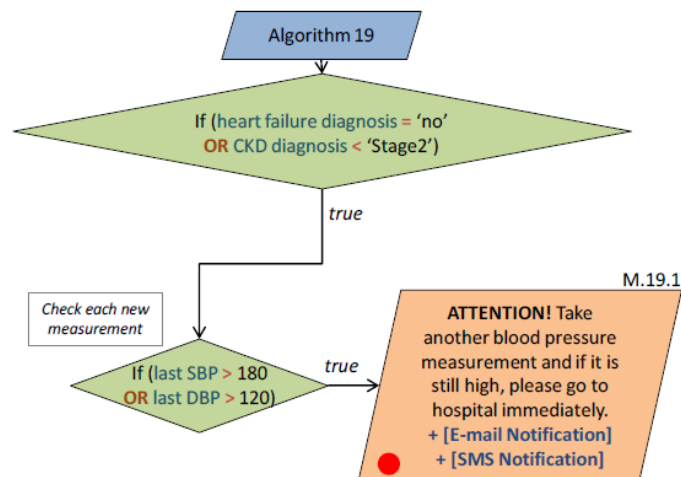 Algorithm 19
If (heart failure diagnosis = ‘no’
OR CKD diagnosis < ‘Stage2’)
true
Check each new
measurement
If (last SBP > 180
OR last DBP > 120)
true
M.19.1
ATTENTION! Take
another blood pressure
measurement and if it is
still high, please go to
hospital immediately.
+ [E-mail Notification]
+ [SMS Notification]